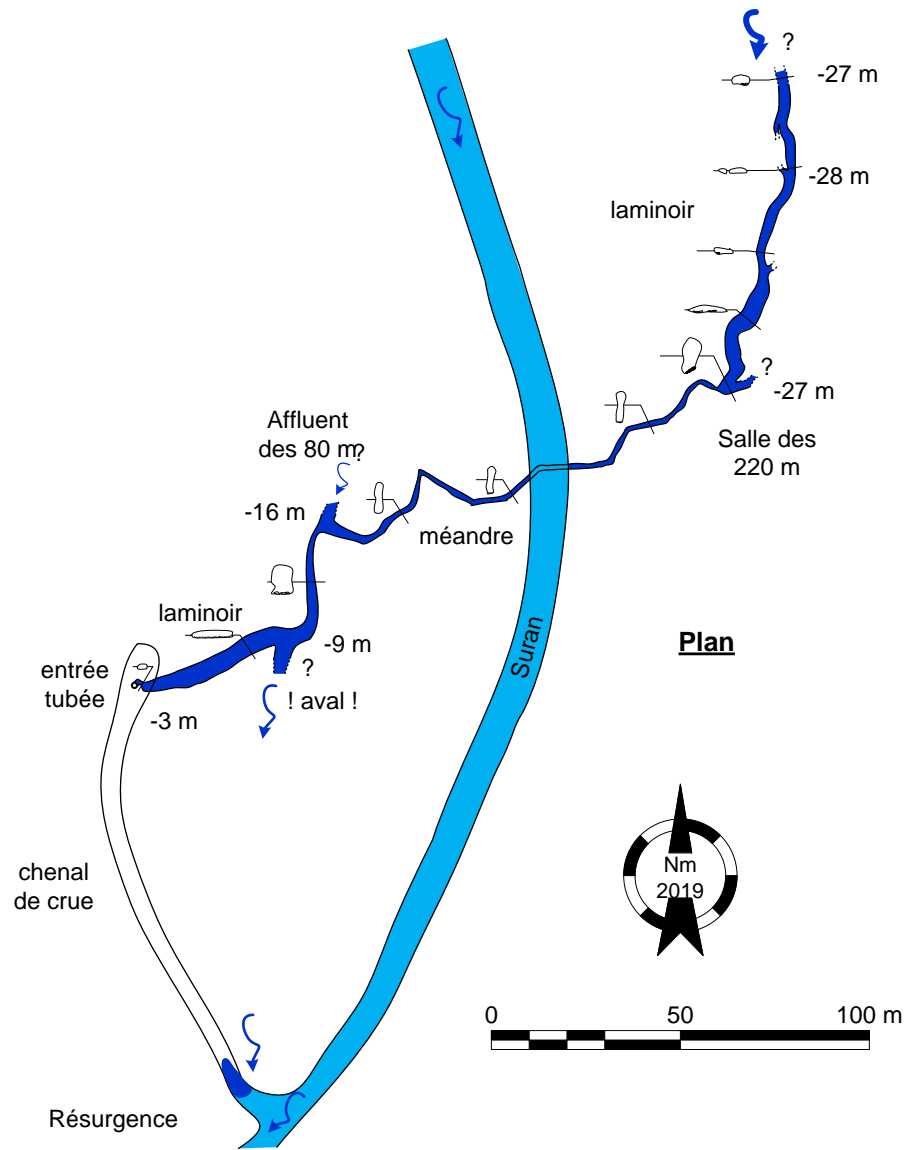 ?
-27 m
-28 m
laminoir
?
-27 m
Salle des
220 m
Affluent
des 80 m
?
-16 m
méandre
laminoir
-9 m
?
entrée
tubée
! aval !
-3 m
Suran
Plan
chenal
de crue
Nm
2019
0 50 100 m
Résurgence